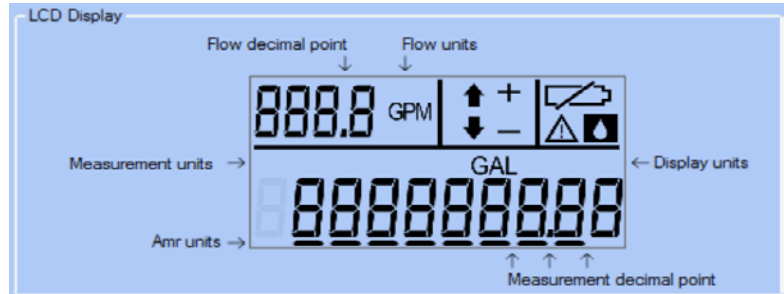 LCD Display
Flow decimal point Flow units
888.8 GPM + −
Measurement units GAL Display units
8888888.88
Amr units
Measurement decimal point